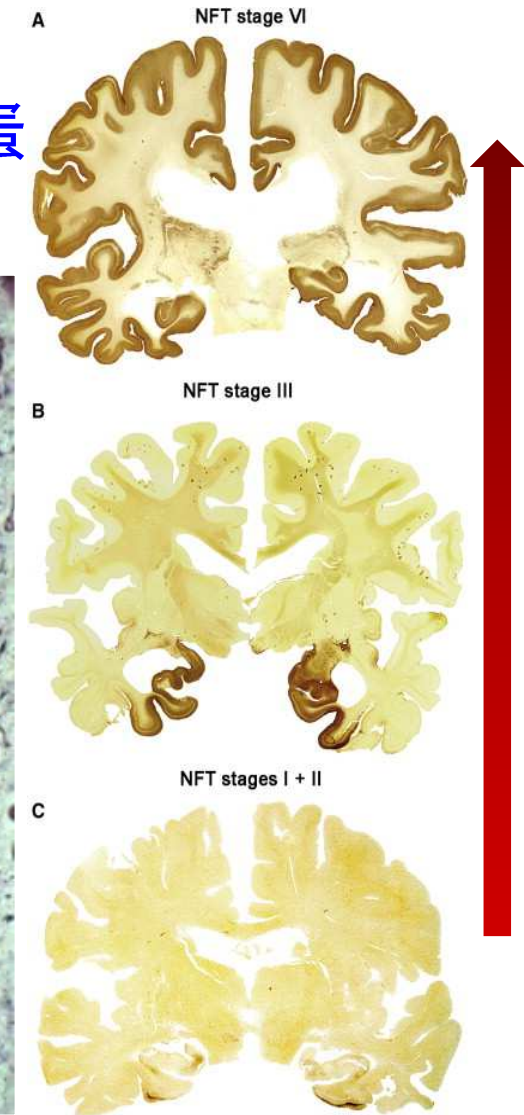 NFT stage VI
A
NFT stage III
B
NFT stages I + II
C